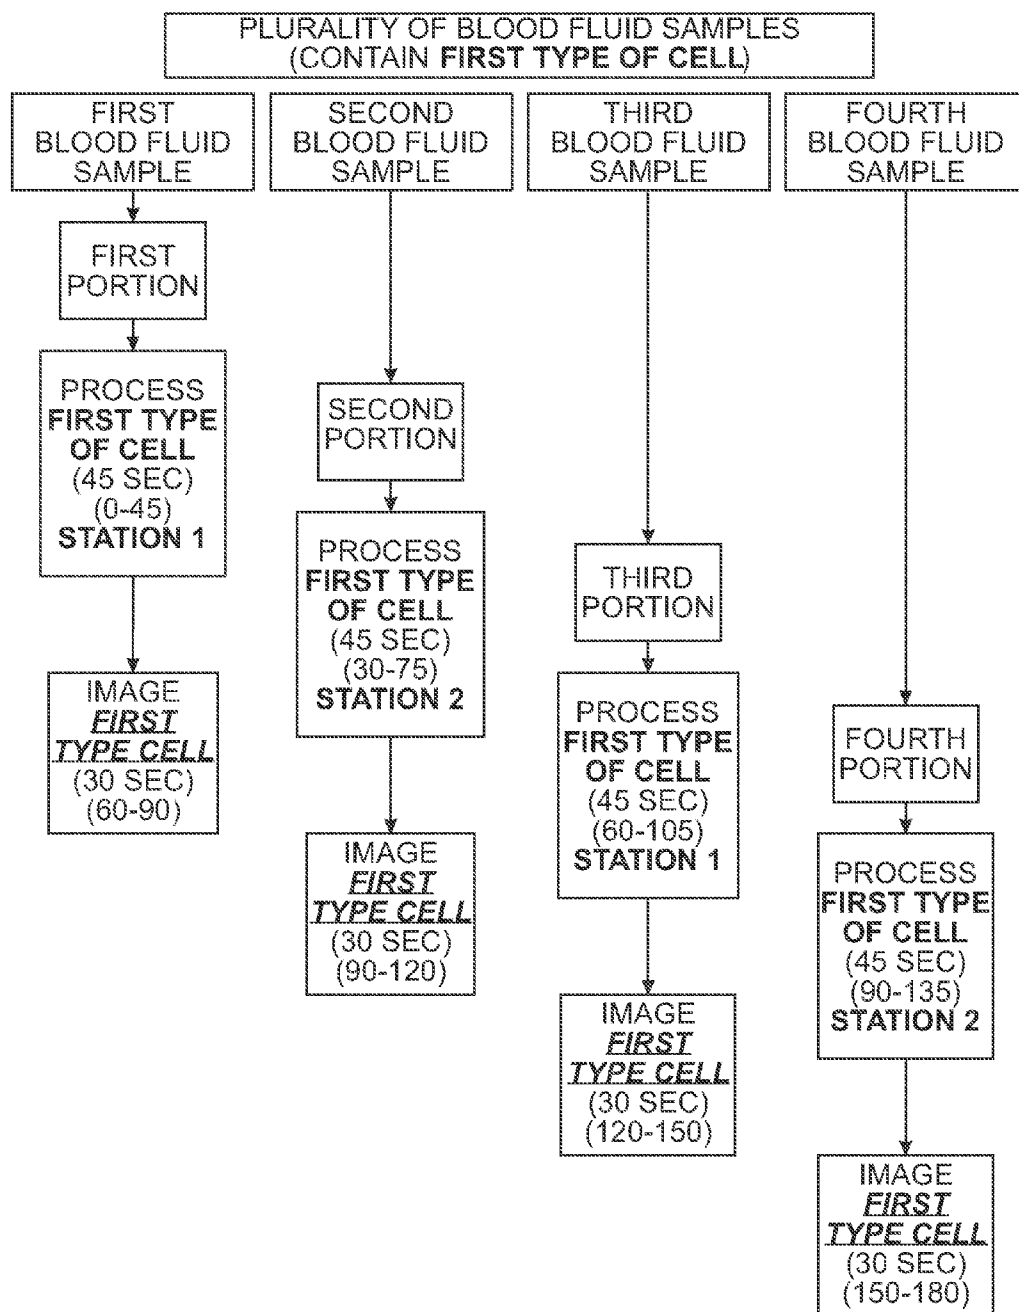 PLURALITY OF BLOOD FLUID SAMPLES
(CONTAIN FIRST TYPE OF CELL)
FIRST
BLOOD FLUID
SAMPLE
SECOND
BLOOD FLUID
SAMPLE
THIRD
BLOOD FLUID
SAMPLE
FOURTH
BLOOD FLUID
SAMPLE
FIRST
PORTION
PROCESS
FIRST TYPE
OF CELL
(45 SEC)
(0-45)
STATION 1
IMAGE
FIRST
TYPE CELL
(30 SEC)
(60-90)
SECOND
PORTION
PROCESS
FIRST TYPE
OF CELL
(45 SEC)
(30-75)
STATION 2
IMAGE
FIRST
TYPE CELL
(30 SEC)
(90-120)
THIRD
PORTION
PROCESS
FIRST TYPE
OF CELL
(45 SEC)
(60-105)
STATION 1
IMAGE
FIRST
TYPE CELL
(30 SEC)
(120-150)
FOURTH
PORTION
PROCESS
FIRST TYPE
OF CELL
(45 SEC)
(90-135)
STATION 2
IMAGE
FIRST
TYPE CELL
(30 SEC)
(150-180)